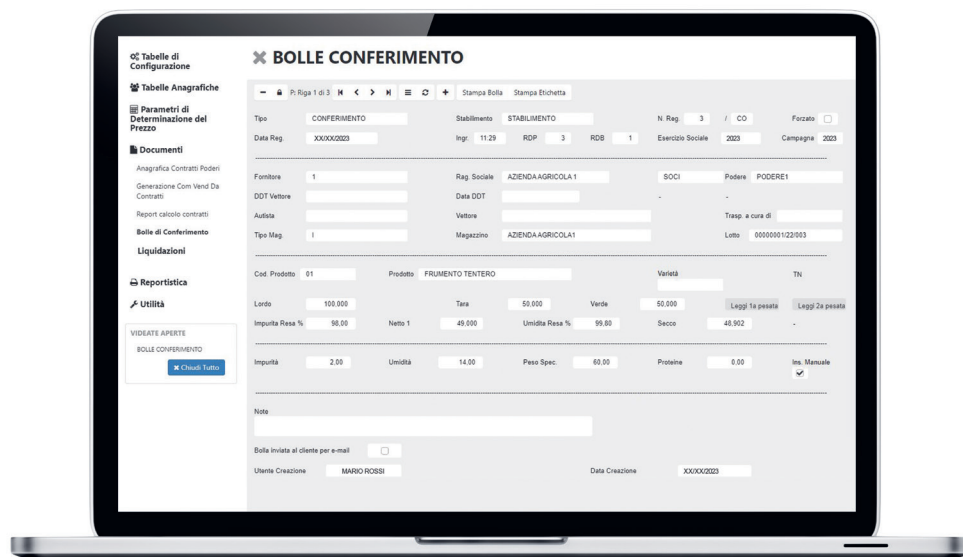 Tabelle di
Configurazione
Tabelle Anagrafiche
Parametri di
Determinazione del
Prezzo
Documenti
Anagrafica Contratti Poderi
Generazione Com Vend Da
Contratti
Report calcolo contratti
Bolle di Conferimento
Liquidazioni
Reportistica
Utilità
VIDEATE APERTE
BOLLE CONFERIMENTO
Chiudi Tutto
BOLLE CONFERIMENTO
P: Riga 1 di 3 Stampa Bolla Stampa Etichetta
Tipo CONFERIMENTO Stabilimento STABILIMENTO N. Reg. 3 / CO Forzato
Data Reg. XX/XX/2023 Ingr. 11:29 RDP 3 RDB 1 Esercizio Sociale 2023 Campagna 2023
Fornitore 1 Rag. Sociale AZIENDA AGRICOLA 1 SOCI Podere PODERE1
DDT Vettore Data DDT - -
Autista Vettore Trasp. a cura di
Tipo Mag. I Magazzino AZIENDA AGRICOLA1 Lotto 00000001/22/003
Cod. Prodotto 01 Prodotto FRUMENTO TENTERO Varietà TN
Lordo 100,000 Tara 50,000 Verde 50,000 Leggi 1a pesata Leggi 2a pesata
Impurita Resa % 98,00 Netto 1 49,000 Umidita Resa % 99,80 Secco 48,902 -
Impurità 2.00 Umidità 14.00 Peso Spec. 60,00 Proteine 0.00 Ins. Manuale
Note
Bolla inviata al cliente per e-mail
Utente Creazione MARIO ROSSI Data Creazione XX/XX/2023